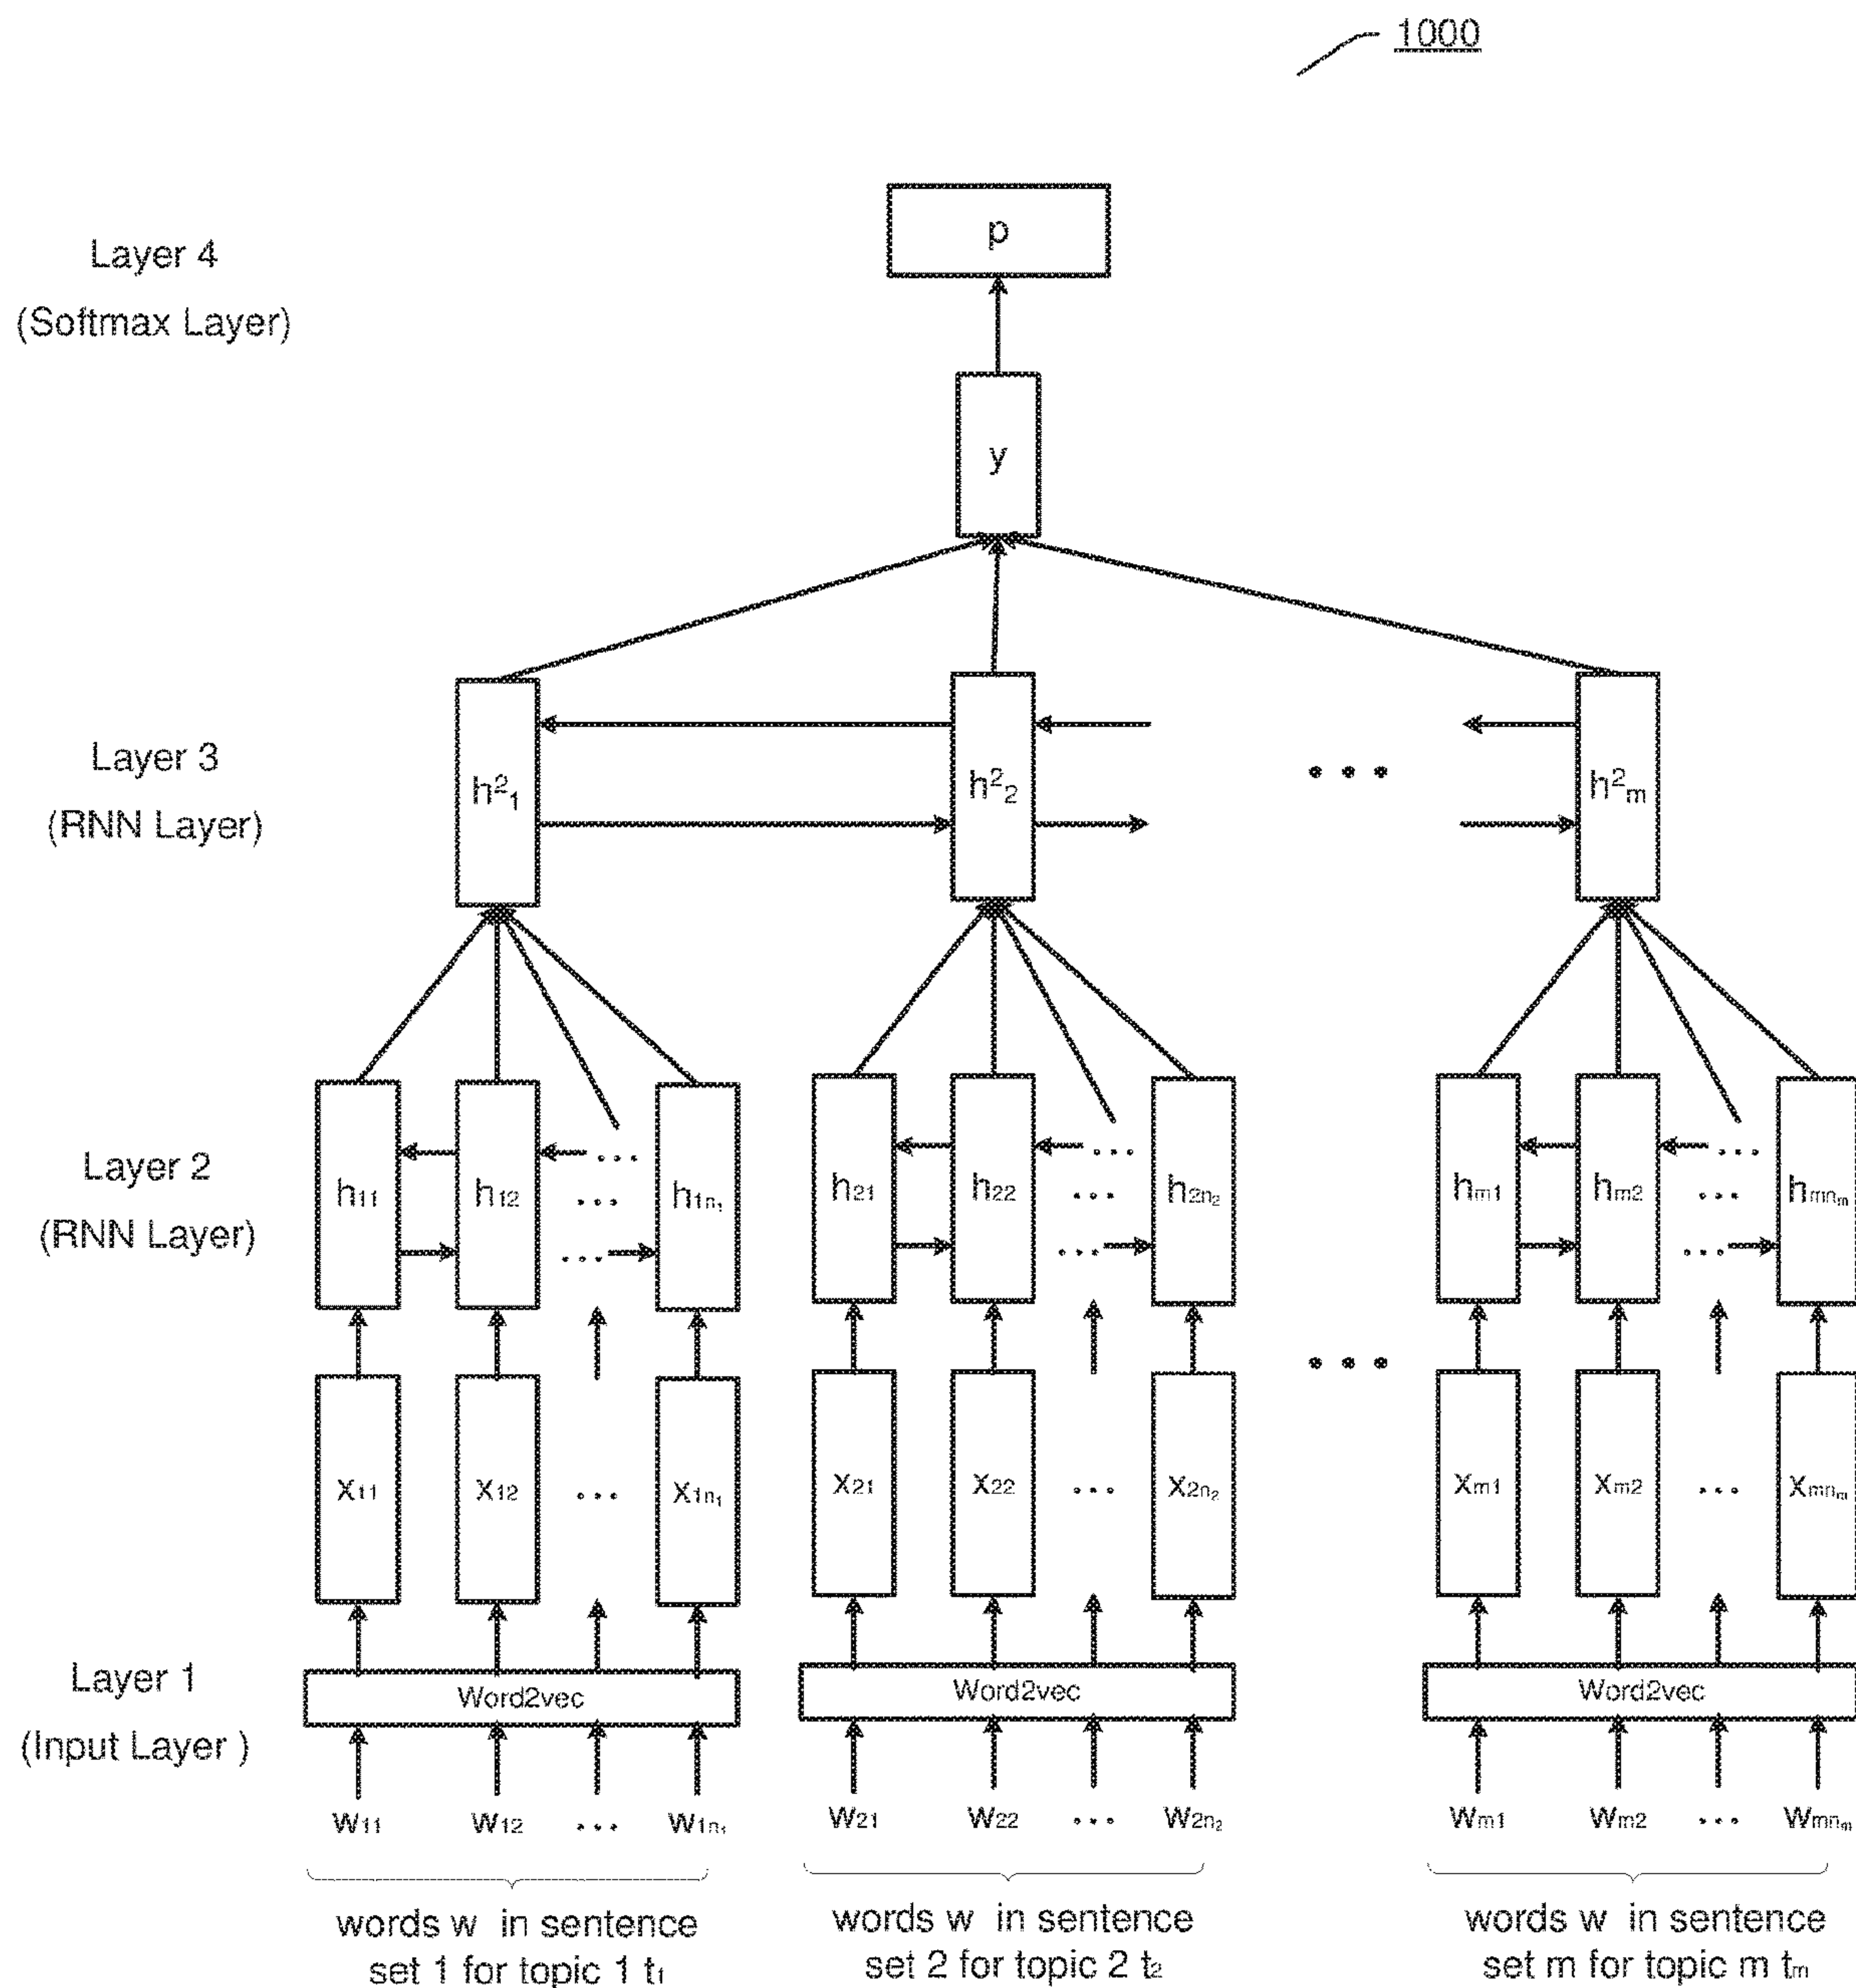 1000
Layer 4
(Softmax Layer)
p
y
Layer 3
(RNN Layer)
h²₁ h²₂ • • • h²ₘ
Layer 2
(RNN Layer)
h₁₁ h₁₂ ... ... ... h₁ₙ₁ h₂₁ h₂₂ ... ... ... h₂ₙ₂ hₘ₁ hₘ₂ ... ... ... hₘₙₘ
• • •
x₁₁ x₁₂ ... x₁ₙ₁ x₂₁ x₂₂ ... x₂ₙ₂ xₘ₁ xₘ₂ ... xₘₙₘ
Layer 1
(Input Layer )
Word2vec Word2vec Word2vec
w₁₁ w₁₂ ... w₁ₙ₁ w₂₁ w₂₂ ... w₂ₙ₂ wₘ₁ wₘ₂ ... wₘₙₘ
words w in sentence
set 1 for topic 1 t₁
words w in sentence
set 2 for topic 2 t₂
words w in sentence
set m for topic m tₘ